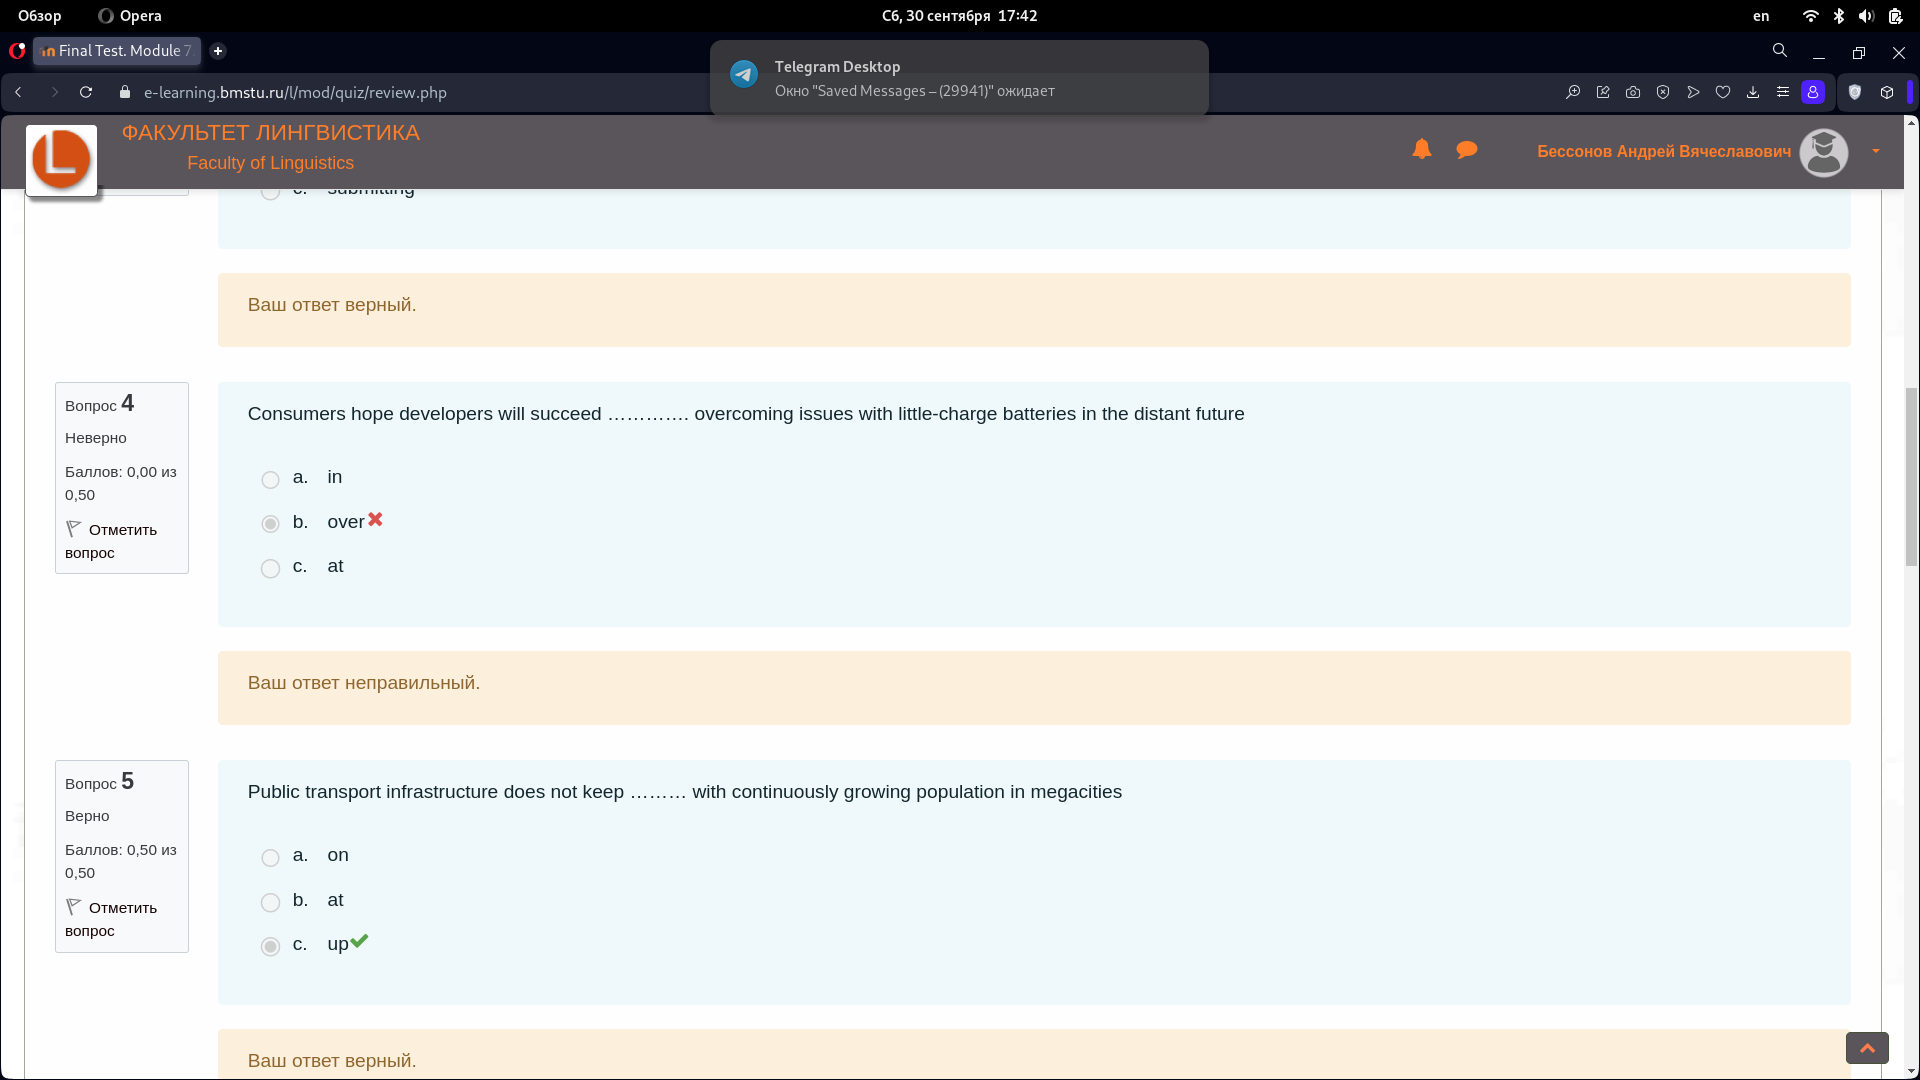 Обзор
Opera
Сб, 30 сентября 17:42
en
Final Test. Module 7.
Telegram Desktop
Окно "Saved Messages – (29941)" ожидает
e-learning.bmstu.ru/l/mod/quiz/review.php
ФАКУЛЬТЕТ ЛИНГВИСТИКА
Faculty of Linguistics
Бессонов Андрей Вячеславович
c. submitting
Ваш ответ верный.
Вопрос 4
Неверно
Баллов: 0,00 из
0,50
Отметить
вопрос
Consumers hope developers will succeed …………. overcoming issues with little-charge batteries in the distant future
a. in
b. over
c. at
Ваш ответ неправильный.
Вопрос 5
Верно
Баллов: 0,50 из
0,50
Отметить
вопрос
Public transport infrastructure does not keep ……… with continuously growing population in megacities
a. on
b. at
c. up
Ваш ответ верный.